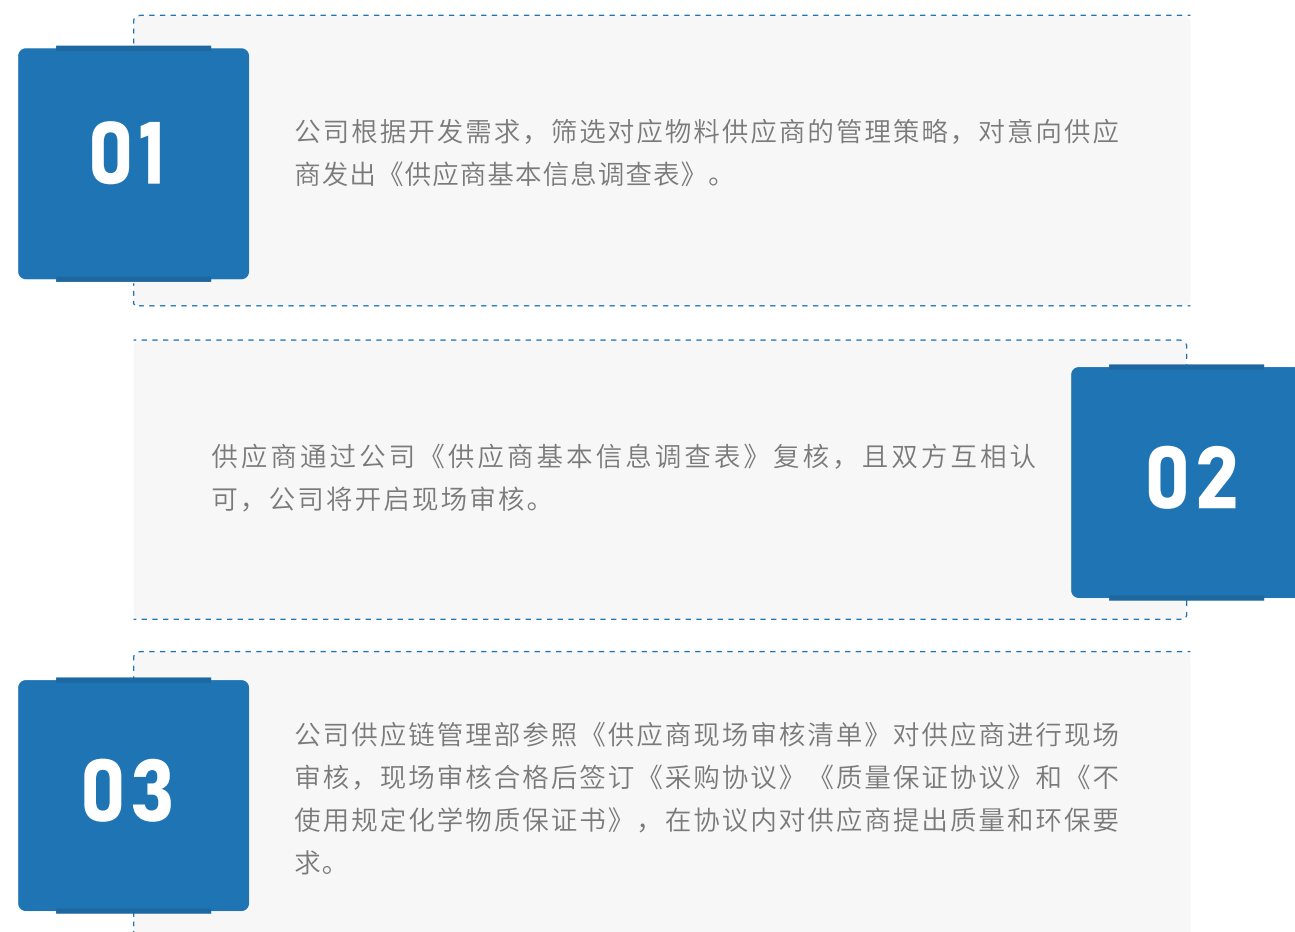 01
公司根据开发需求，筛选对应物料供应商的管理策略，对意向供应
商发出《供应商基本信息调查表》。
供应商通过公司《供应商基本信息调查表》复核，且双方互相认
可，公司将开启现场审核。
02
03
公司供应链管理部参照《供应商现场审核清单》对供应商进行现场
审核，现场审核合格后签订《采购协议》《质量保证协议》和《不
使用规定化学物质保证书》，在协议内对供应商提出质量和环保要
求。